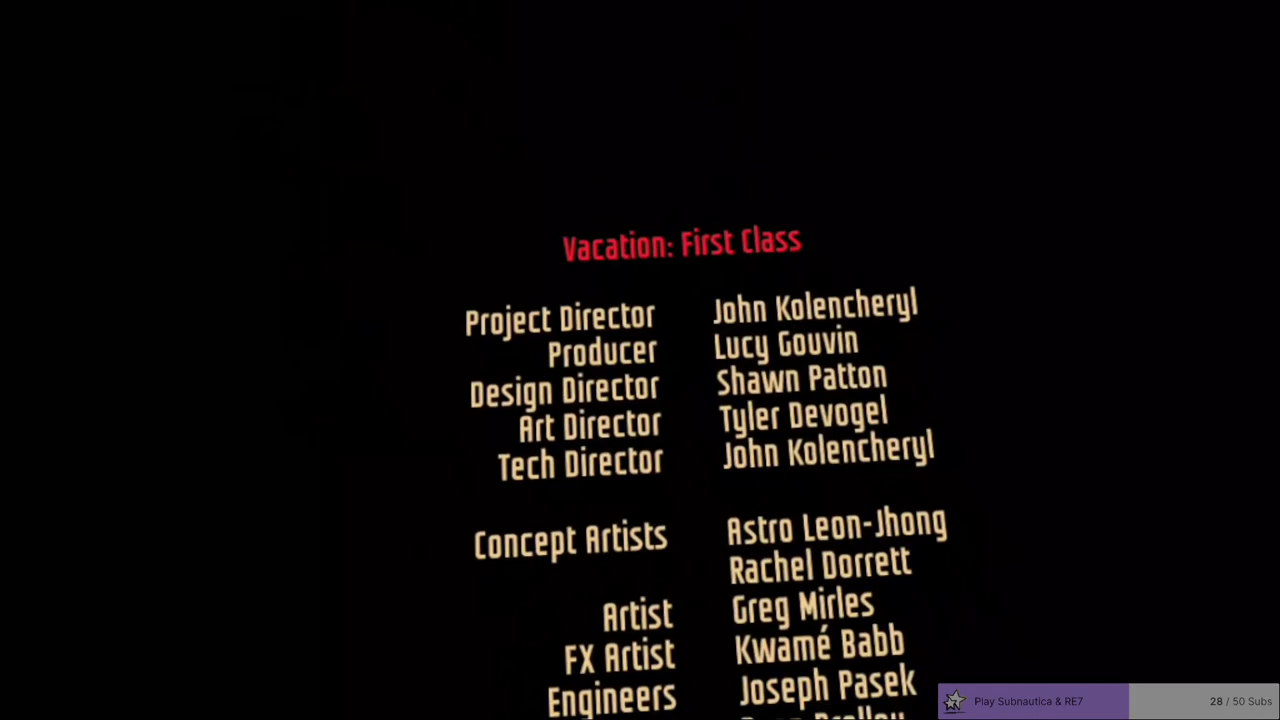 Vacation: First Class
Project Director John Kolencheryl
Producer Lucy Gouvin
Design Director Shawn Patton
Art Director Tyler Devogel
Tech Director John Kolencheryl
Concept Artists Astro Leon-Jhong
Rachel Dorrett
Artist Greg Mirles
FX Artist Kwamé Babb
Engineers Joseph Pasek
Play Subnautica & RE7 28 / 50 Subs